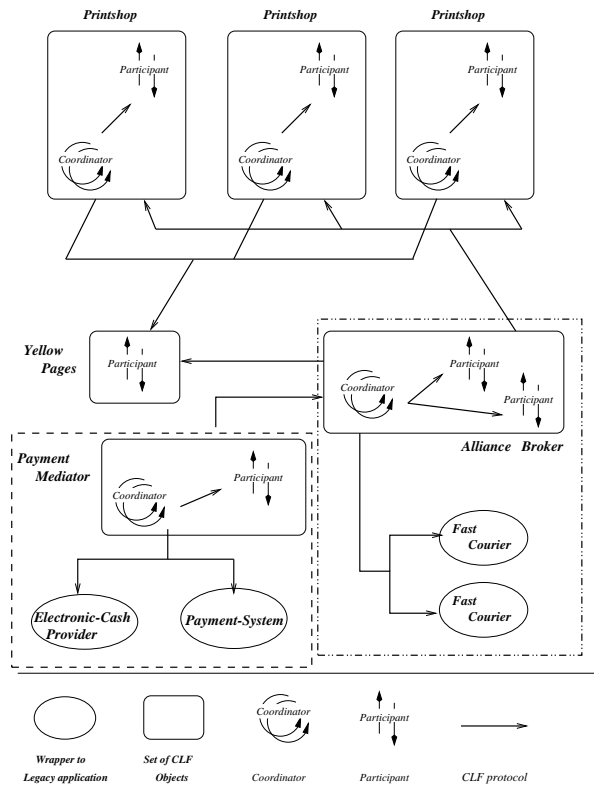 Printshop
Printshop
Printshop
Participant
Participant
Participant
Coordinator
Coordinator
Coordinator
Yellow
Pages
Participant
Participant
Coordinator
Participant
Alliance Broker
Payment
Mediator
Participant
Coordinator
Fast
Courier
Electronic-Cash
Provider
Payment-System
Fast
Courier
Coordinator
Participant
Wrapper to
Legacy application
Set of CLF
Objects
Coordinator
Participant
CLF protocol